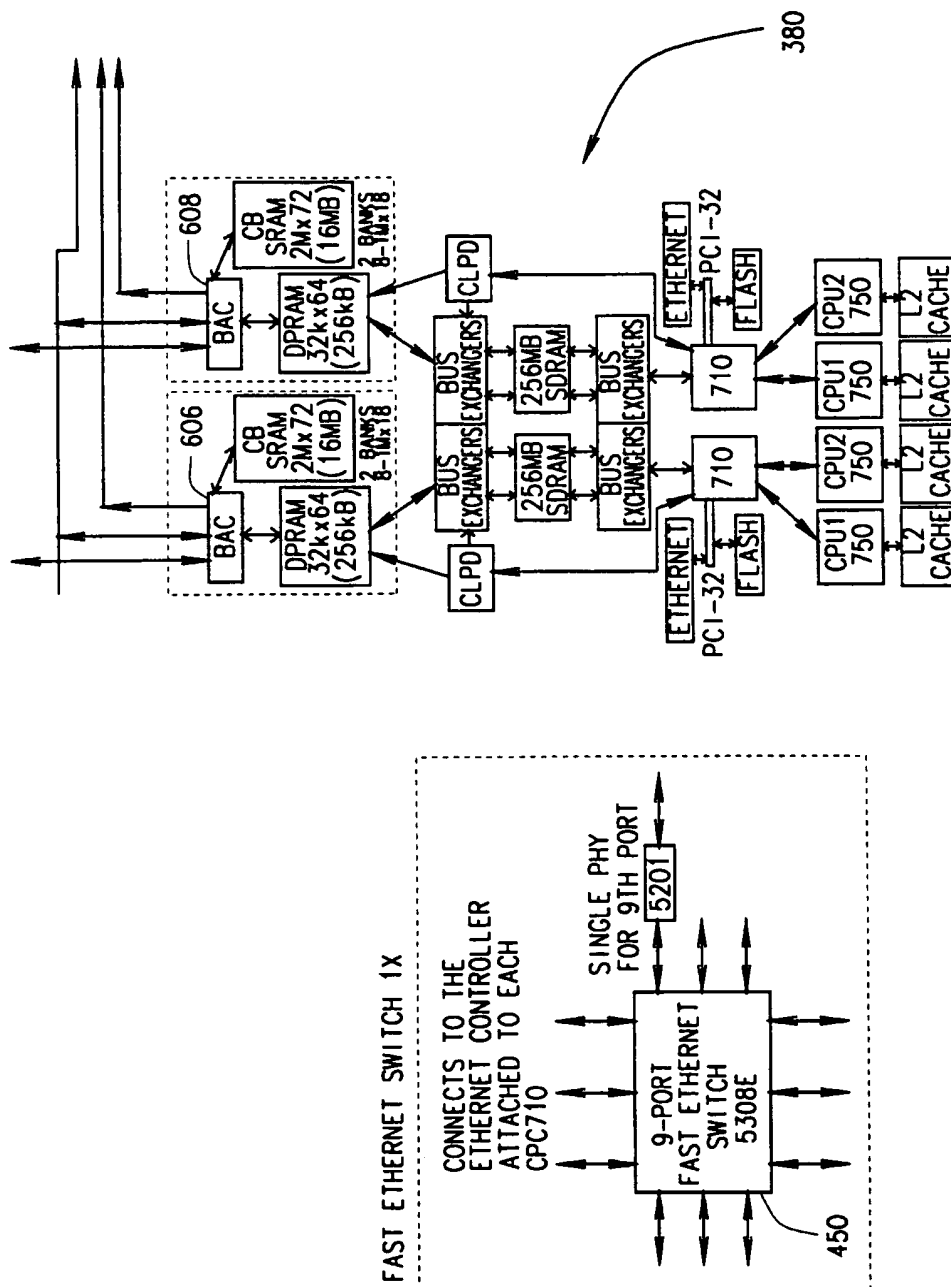 606
608
BAC
CB
SRAM
2Mx72
(16MB)
DPRAM
32kx64
(256kB)
2 BANKS
8-1Mx18
BAC
CB
SRAM
2Mx72
(16MB)
DPRAM
32kx64
(256kB)
2 BANKS
8-1Mx18
CLPD
BUS
EXCHANGERS
BUS
EXCHANGERS
CLPD
256MB
SDRAM
256MB
SDRAM
BUS
EXCHANGERS
BUS
EXCHANGERS
380
ETHERNET
PCI-32
FLASH
710
710
ETHERNET
PCI-32
FLASH
CPU1
750
CPU2
750
CPU1
750
CPU2
750
L2
CACHE
L2
CACHE
L2
CACHE
L2
CACHE
FAST ETHERNET SWITCH 1X
CONNECTS TO THE
ETHERNET CONTROLLER
ATTACHED TO EACH
CPC710
SINGLE PHY
FOR 9TH PORT
5201
9-PORT
FAST ETHERNET
SWITCH
5308E
450